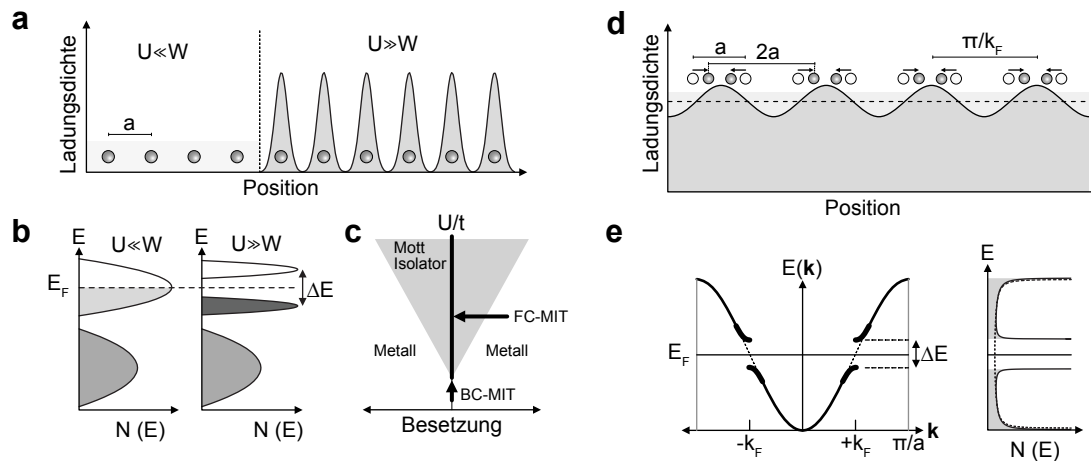 a
Ladungsdichte
U≪W
U≫W
a
Position
b
E
U≪W
E_F
N (E)
E
U≫W
ΔE
N (E)
c
U/t
Mott
Isolator
FC-MIT
Metall
Metall
BC-MIT
Besetzung
d
Ladungsdichte
a
2a
π/k_F
Position
e
E(k)
E_F
ΔE
-k_F
+k_F
π/a
k
E
N (E)